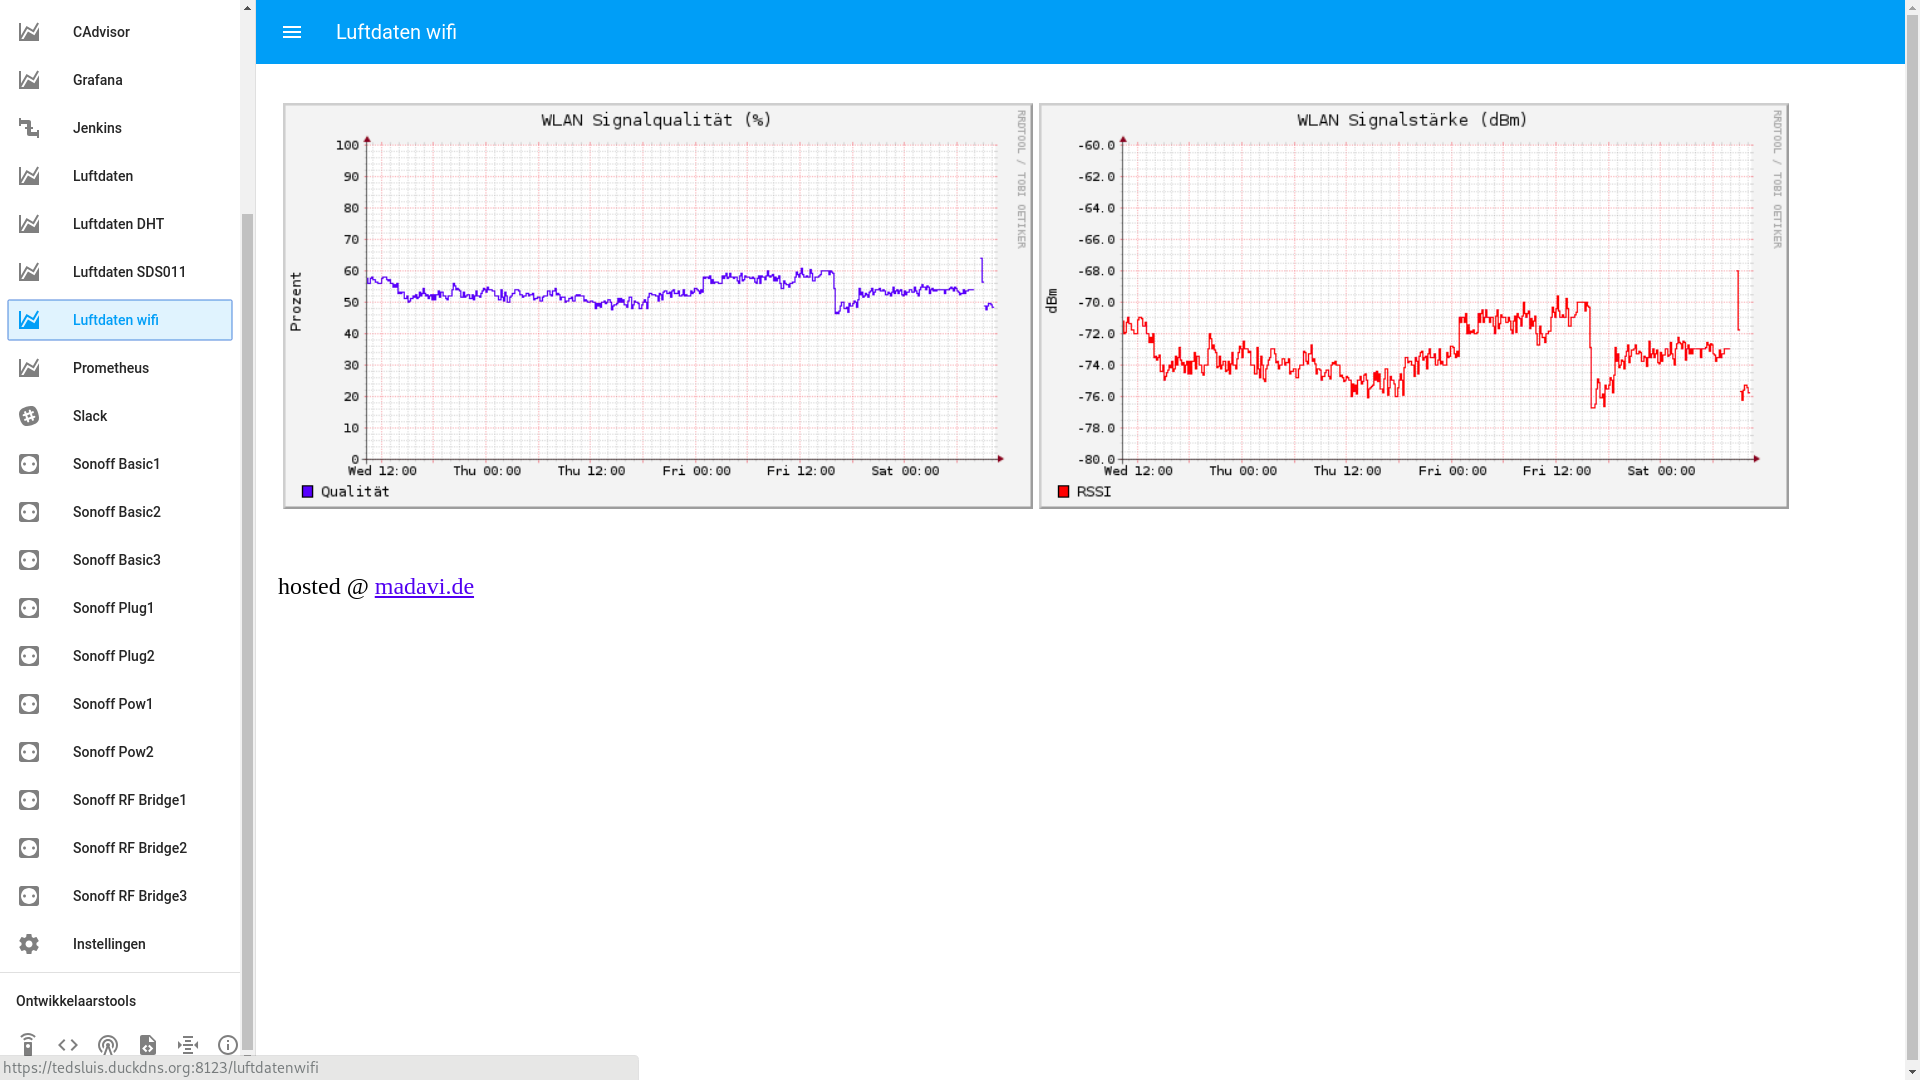 CAdvisor
Grafana
Jenkins
Luftdaten
Luftdaten DHT
Luftdaten SDS011
Luftdaten wifi
Prometheus
Slack
Sonoff Basic1
Sonoff Basic2
Sonoff Basic3
Sonoff Plug1
Sonoff Plug2
Sonoff Pow1
Sonoff Pow2
Sonoff RF Bridge1
Sonoff RF Bridge2
Sonoff RF Bridge3
Instellingen
Ontwikkelaarstools
https://tedsluis.duckdns.org:8123/luftdatenwifi
Luftdaten wifi
WLAN Signalqualität (%)
RRDTOOL / TOBI OETIKER
Prozent
100
90
80
70
60
50
40
30
20
10
0
Wed 12:00 Thu 00:00 Thu 12:00 Fri 00:00 Fri 12:00 Sat 00:00
Qualität
WLAN Signalstärke (dBm)
RRDTOOL / TOBI OETIKER
dBm
-60.0
-62.0
-64.0
-66.0
-68.0
-70.0
-72.0
-74.0
-76.0
-78.0
-80.0
Wed 12:00 Thu 00:00 Thu 12:00 Fri 00:00 Fri 12:00 Sat 00:00
RSSI
hosted @ madavi.de